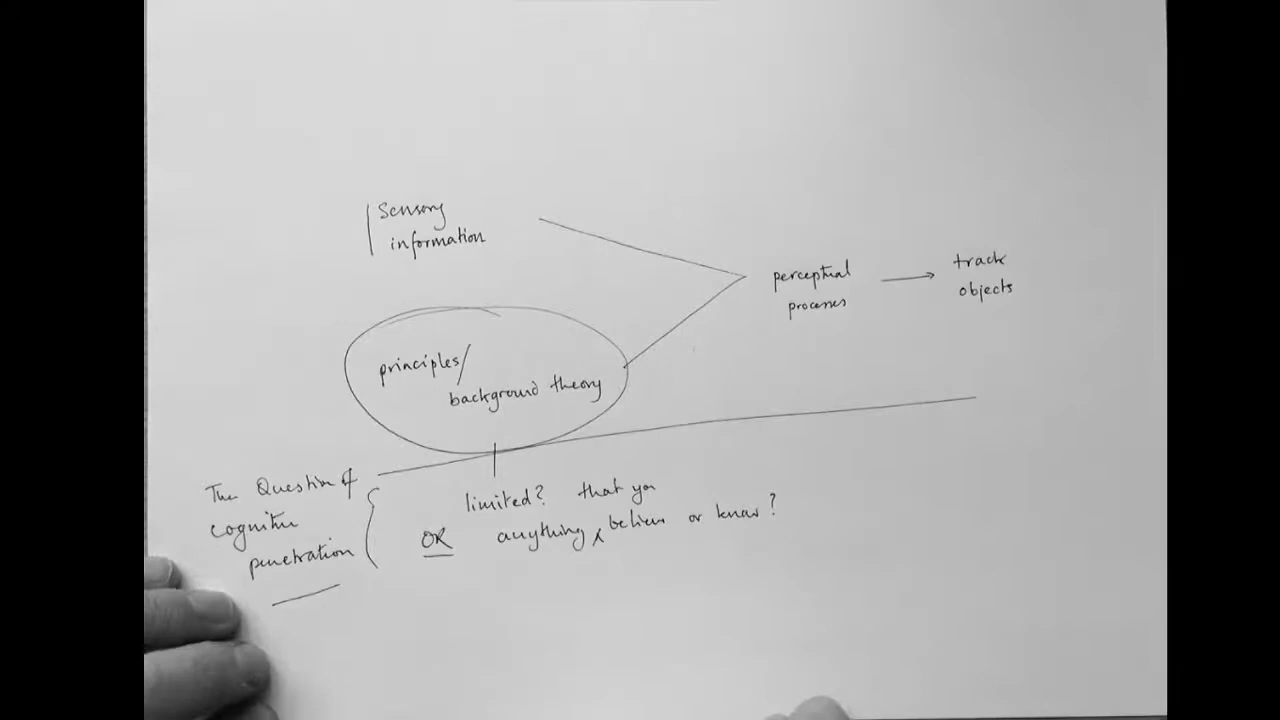 Sensory
information
perceptual
processes
track
objects
principles/
background theory
The Question of
cognitive
penetration
limited? that you
OR anything believe or know?